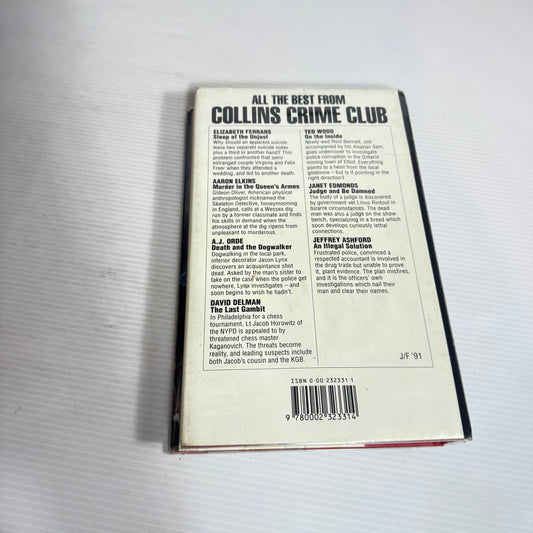 ALL THE BEST FROM
COLLINS CRIME CLUB
ELIZABETH FERRARS
Sleep of the Unjust
Why should an apparent suicide
leave two separate suicide notes
plus a third in another hand? This
problem confronted that semi-
estranged couple Virginia and Felix
Freer when they attended a
wedding, and led to another death.
AARON ELKINS
Murder in the Queen's Armes
Gideon Oliver, American physical
anthropologist nicknamed the
Skeleton Detective, honeymooning
in England, calls at a Wessex dig
run by a former classmate and finds
his skills in demand when the
atmosphere at the dig ripens from
unpleasant to murderous.
A.J. ORDE
Death and the Dogwalker
Dogwalking in the local park,
interior decorator Jason Lynx
discovers an acquaintance shot
dead. Asked by the man's sister to
take on the case when the police get
nowhere, Lynx investigates – and
soon begins to wish he hadn't.
DAVID DELMAN
The Last Gambit
In Philadelphia for a chess
tournament, Lt Jacob Horowitz of
the NYPD is appealed to by
threatened chess master
Kaganovich. The threats become
reality, and leading suspects include
both Jacob's cousin and the KGB.
TED WOOD
On the Inside
Newly wed Reid Bennett, still
accompanied by his Alsatian Sam,
goes undercover to investigate
police corruption in the Ontario
mining town of Elliot. Everything
points to a heist from the local
goldmine – but is it pointing in the
right direction?
JANET EDMONDS
Judge and Be Damned
The body of a judge is discovered
by government vet Linus Rintoul in
bizarre circumstances. The dead
man was also a judge on the show
bench, specializing in a breed which
soon develops curiously lethal
connections.
JEFFREY ASHFORD
An Illegal Solution
Frustrated police, convinced a
respected accountant is involved in
the drug trade but unable to prove
it, plant evidence. The plan misfires,
and it is the officers' own
investigations which nail their
man and clear their names.
J/F '91
ISBN 0-00-232331-1
9 780002 323314